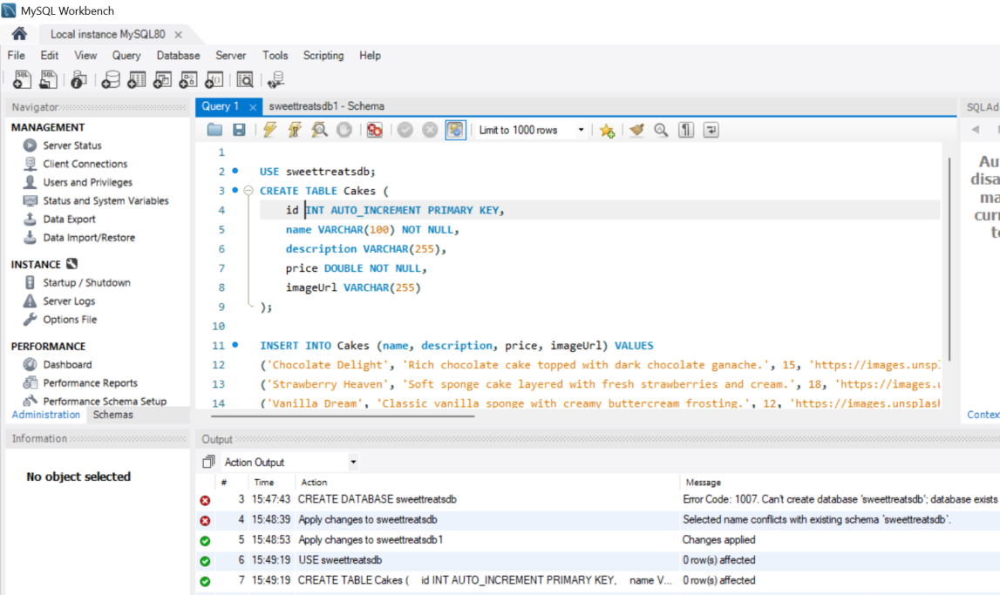 MySQL Workbench
Local instance MySQL80
File Edit View Query Database Server Tools Scripting Help
Navigator
MANAGEMENT
Server Status
Client Connections
Users and Privileges
Status and System Variables
Data Export
Data Import/Restore
INSTANCE
Startup / Shutdown
Server Logs
Options File
PERFORMANCE
Dashboard
Performance Reports
Performance Schema Setup
Administration Schemas
Information
No object selected
Query 1 sweettreatsdb1 - Schema
Limit to 1000 rows
1
2 USE sweettreatsdb;
3 CREATE TABLE Cakes (
4 id INT AUTO_INCREMENT PRIMARY KEY,
5 name VARCHAR(100) NOT NULL,
6 description VARCHAR(255),
7 price DOUBLE NOT NULL,
8 imageUrl VARCHAR(255)
9 );
10
11 INSERT INTO Cakes (name, description, price, imageUrl) VALUES
12 ('Chocolate Delight', 'Rich chocolate cake topped with dark chocolate ganache.', 15, 'https://images.unspl
13 ('Strawberry Heaven', 'Soft sponge cake layered with fresh strawberries and cream.', 18, 'https://images.u
14 ('Vanilla Dream', 'Classic vanilla sponge with creamy buttercream frosting.', 12, 'https://images.unsplash
Output
Action Output
# Time Action Message
3 15:47:43 CREATE DATABASE sweettreatsdb Error Code: 1007. Can't create database 'sweettreatsdb'; database exists
4 15:48:39 Apply changes to sweettreatsdb Selected name conflicts with existing schema `sweettreatsdb`.
5 15:48:53 Apply changes to sweettreatsdb1 Changes applied
6 15:49:19 USE sweettreatsdb 0 row(s) affected
7 15:49:19 CREATE TABLE Cakes ( id INT AUTO_INCREMENT PRIMARY KEY, name V... 0 row(s) affected
SQLAd
Au
disa
ma
curr
t
Contex